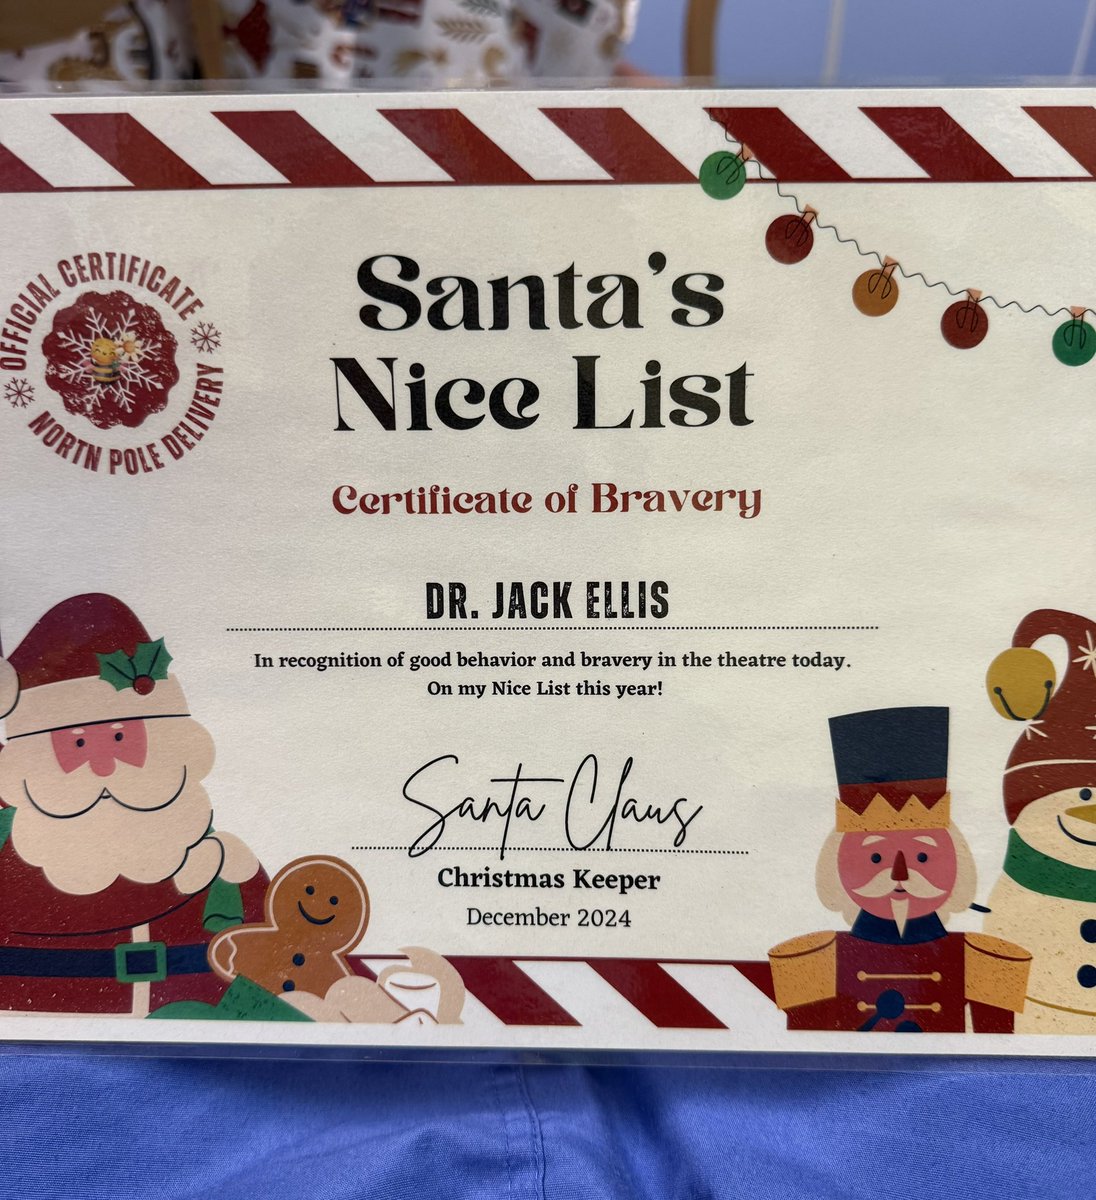 OFFICIAL CERTIFICATE
NORTN POLE DELIVERY
Santa's
Nice List
Certificate of Bravery
DR. JACK ELLIS
In recognition of good behavior and bravery in the theatre today.
On my Nice List this year!
Santa Claus
Christmas Keeper
December 2024